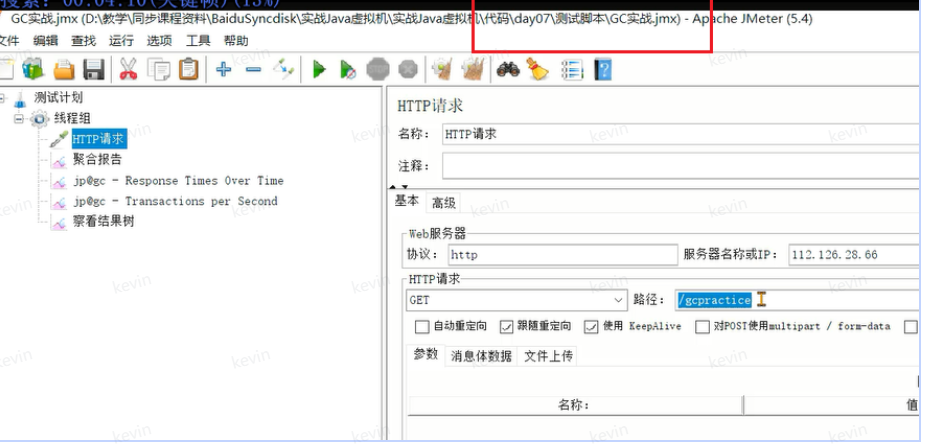 搜索: 00:04:10(关键帧)(13%)
GC实战.jmx (D:\教学\同步课程资料\BaiduSyncdisk\实战Java虚拟机\实战Java虚拟机\代码\day07\测试脚本\GC实战.jmx) - Apache JMeter (5.4)
文件 编辑 查找 运行 选项 工具 帮助
测试计划
线程组
HTTP请求
聚合报告
jp@gc - Response Times Over Time
jp@gc - Transactions per Second
察看结果树
HTTP请求
名称: HTTP请求
注释:
基本 高级
Web服务器
协议: http 服务器名称或IP: 112.126.28.66
HTTP请求
GET 路径: /gcpractice
自动重定向 跟随重定向 使用 KeepAlive 对POST使用multipart / form-data
参数 消息体数据 文件上传
名称: 值
kevin